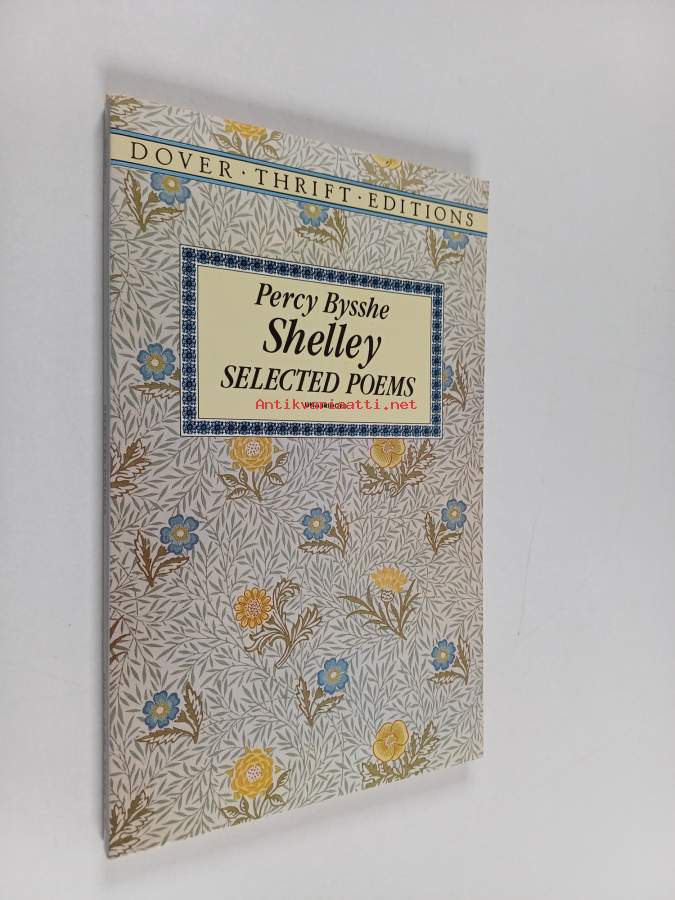 DOVER · THRIFT · EDITIONS
Percy Bysshe
Shelley
SELECTED POEMS
Antikvariaatti.net